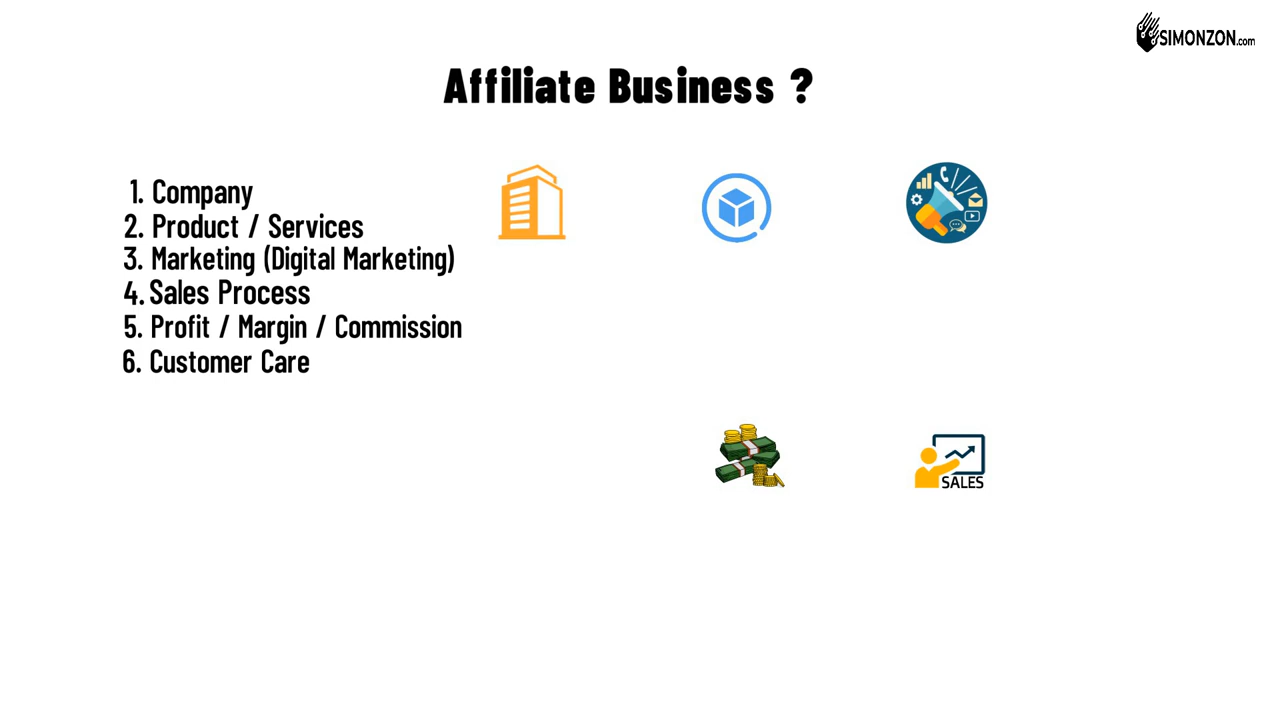 SIMONZON.com
Affiliate Business ?
1. Company
2. Product / Services
3. Marketing (Digital Marketing)
4. Sales Process
5. Profit / Margin / Commission
6. Customer Care
SALES